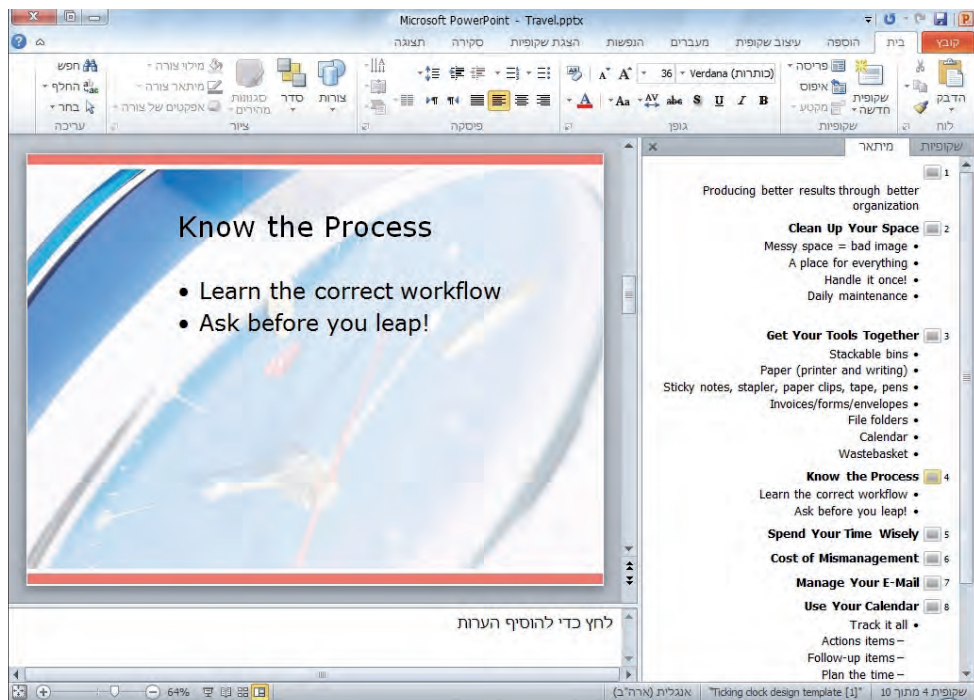 Microsoft PowerPoint - Travel.pptx
קובץ
בית
הוספה
עיצוב שקופית
מעברים
הנפשות
הצגת שקופיות
סקירה
תצוגה
הדבק
לוח
שקופית
חדשה
פריסה
איפוס
מקטע
שקופיות
Verdana (כותרות)
36
B I U S abc AV Aa A
גופן
פיסקה
צורות
סדר
סגנונות
מהירים
מילוי צורה
מיתאר צורה
אפקטים של צורה
ציור
חפש
החלף
בחר
עריכה
שקופיות
מיתאר
1
Producing better results through better
organization
2 Clean Up Your Space
• Messy space = bad image
• A place for everything
• Handle it once!
• Daily maintenance
3 Get Your Tools Together
• Stackable bins
• Paper (printer and writing)
• Sticky notes, stapler, paper clips, tape, pens
• Invoices/forms/envelopes
• File folders
• Calendar
• Wastebasket
4 Know the Process
• Learn the correct workflow
• Ask before you leap!
5 Spend Your Time Wisely
6 Cost of Mismanagement
7 Manage Your E-Mail
8 Use Your Calendar
• Track it all
– Actions items
– Follow-up items
– Plan the time
Know the Process
• Learn the correct workflow
• Ask before you leap!
לחץ כדי להוסיף הערות
שקופית 4 מתוך 10
"Ticking clock design template [1]"
אנגלית (ארה"ב)
64%